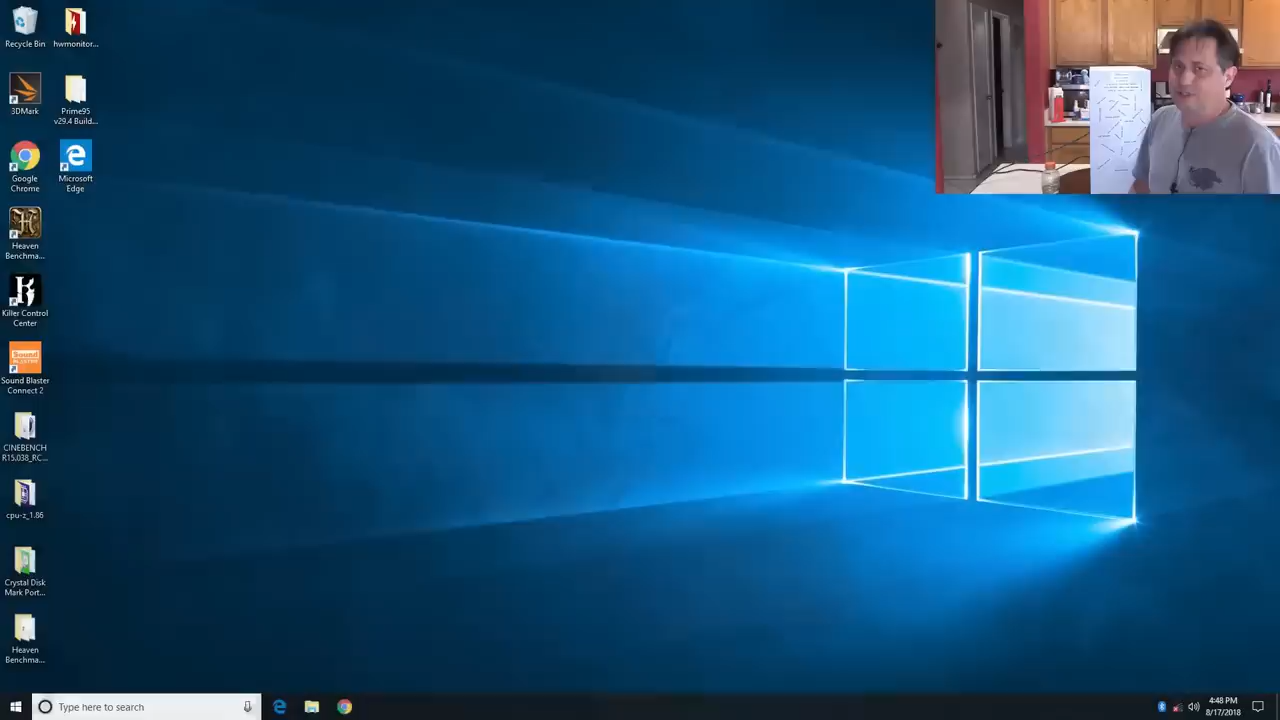 Recycle Bin
hwmonitor...
3DMark
Prime95
v29.4 Build...
Google
Chrome
Microsoft
Edge
Heaven
Benchma...
Killer Control
Center
Sound
BLASTER
Sound Blaster
Connect 2
CINEBENCH
R15.038_RC...
cpu-z_1.86
Crystal Disk
Mark Port...
Heaven
Benchma...
Type here to search
4:48 PM
8/17/2018